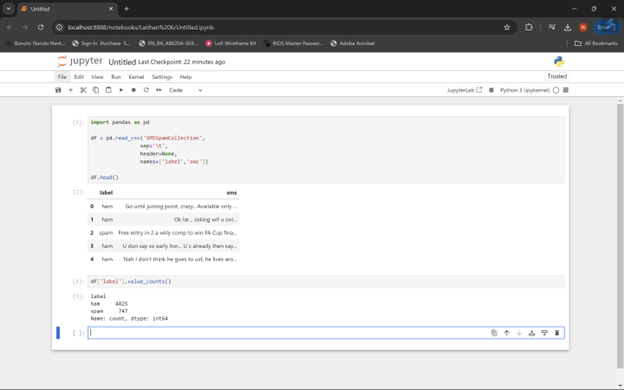 Untitled
localhost:8888/notebooks/Latihan%206/Untitled.ipynb
Boruto: Naruto Next...
Sign In
Purchase S...
EN_B4_AB620A-S01...
Lofi Wireframe Kit
BIOS Master Passwo...
Adobe Acrobat
All Bookmarks
jupyter Untitled Last Checkpoint: 22 minutes ago
File Edit View Run Kernel Settings Help
Trusted
Code
JupyterLab
Python 3 (ipykernel)
import pandas as pd
df = pd.read_csv('SMSSpamCollection',
sep='\t',
header=None,
names=['label','sms'])
df.head()
[2]:
label sms
0 ham Go until jurong point, crazy.. Available only ...
1 ham Ok lar... Joking wif u oni...
2 spam Free entry in 2 a wkly comp to win FA Cup fina...
3 ham U dun say so early hor... U c already then say...
4 ham Nah I don't think he goes to usf, he lives aro...
[3]: df['label'].value_counts()
[3]: label
ham 4825
spam 747
Name: count, dtype: int64
[ ]: